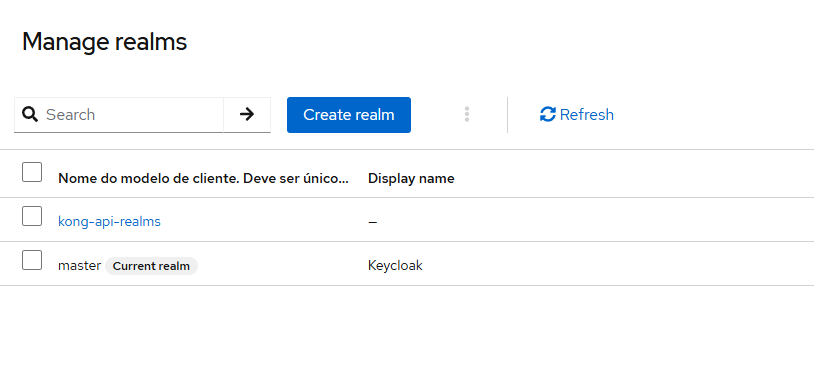 Manage realms
Search
Create realm
Refresh
Nome do modelo de cliente. Deve ser único... Display name
kong-api-realms –
master Current realm Keycloak